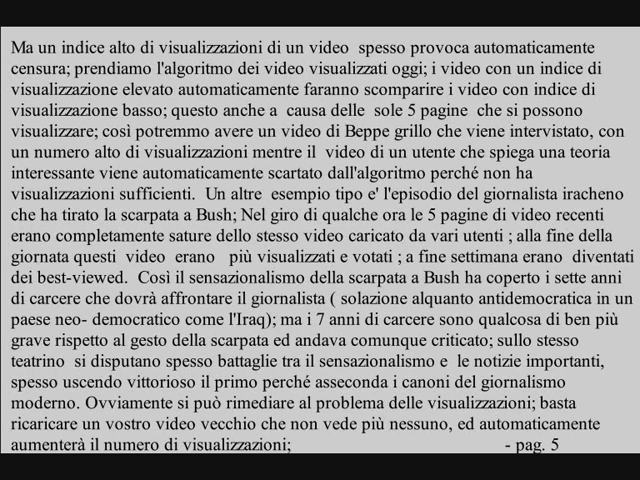 Ma un indice alto di visualizzazioni di un video spesso provoca automaticamente
censura; prendiamo l'algoritmo dei video visualizzati oggi; i video con un indice di
visualizzazione elevato automaticamente faranno scomparire i video con indice di
visualizzazione basso; questo anche a causa delle sole 5 pagine che si possono
visualizzare; così potremmo avere un video di Beppe grillo che viene intervistato, con
un numero alto di visualizzazioni mentre il video di un utente che spiega una teoria
interessante viene automaticamente scartato dall'algoritmo perché non ha
visualizzazioni sufficienti. Un altre esempio tipo e' l'episodio del giornalista iracheno
che ha tirato la scarpata a Bush; Nel giro di qualche ora le 5 pagine di video recenti
erano completamente sature dello stesso video caricato da vari utenti ; alla fine della
giornata questi video erano più visualizzati e votati ; a fine settimana erano diventati
dei best-viewed. Così il sensazionalismo della scarpata a Bush ha coperto i sette anni
di carcere che dovrà affrontare il giornalista ( solazione alquanto antidemocratica in un
paese neo- democratico come l'Iraq); ma i 7 anni di carcere sono qualcosa di ben più
grave rispetto al gesto della scarpata ed andava comunque criticato; sullo stesso
teatrino si disputano spesso battaglie tra il sensazionalismo e le notizie importanti,
spesso uscendo vittorioso il primo perché asseconda i canoni del giornalismo
moderno. Ovviamente si può rimediare al problema delle visualizzazioni; basta
ricaricare un vostro video vecchio che non vede più nessuno, ed automaticamente
aumenterà il numero di visualizzazioni; - pag. 5